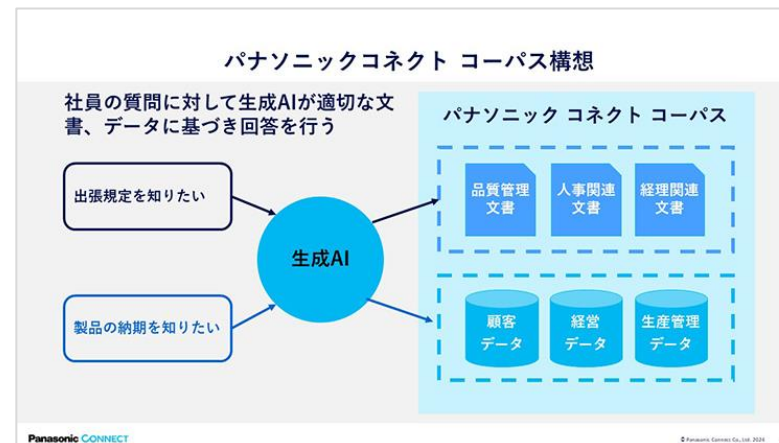 パナソニックコネクト コーパス構想
社員の質問に対して生成AIが適切な文
書、データに基づき回答を行う
出張規定を知りたい
製品の納期を知りたい
生成AI
パナソニック コネクト コーパス
品質管理
文書
人事関連
文書
経理関連
文書
顧客
データ
経営
データ
生産管理
データ
Panasonic CONNECT
© Panasonic Connect Co., Ltd.